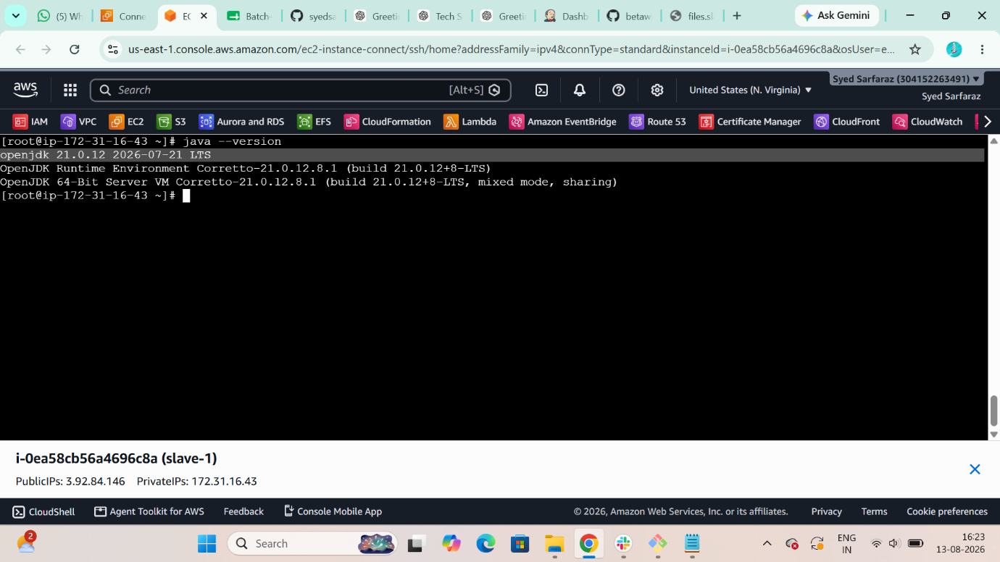 (5) Wh
Conne
EC
Batch-
syedsa
Greetin
Tech S
Greetin
Dashb
betaw
files.sl
Ask Gemini
us-east-1.console.aws.amazon.com/ec2-instance-connect/ssh/home?addressFamily=ipv4&connType=standard&instanceId=i-0ea58cb56a4696c8a&osUser=e...
aws
Search [Alt+S]
United States (N. Virginia)
Syed Sarfaraz (304152263491)
Syed Sarfaraz
IAM VPC EC2 S3 Aurora and RDS EFS CloudFormation Lambda Amazon EventBridge Route 53 Certificate Manager CloudFront CloudWatch
[root@ip-172-31-16-43 ~]# java --version
openjdk 21.0.12 2026-07-21 LTS
OpenJDK Runtime Environment Corretto-21.0.12.8.1 (build 21.0.12+8-LTS)
OpenJDK 64-Bit Server VM Corretto-21.0.12.8.1 (build 21.0.12+8-LTS, mixed mode, sharing)
[root@ip-172-31-16-43 ~]#
i-0ea58cb56a4696c8a (slave-1)
PublicIPs: 3.92.84.146 PrivateIPs: 172.31.16.43
CloudShell Agent Toolkit for AWS Feedback Console Mobile App © 2026, Amazon Web Services, Inc. or its affiliates. Privacy Terms Cookie preferences
2
Search
ENG
IN
16:23
13-08-2026